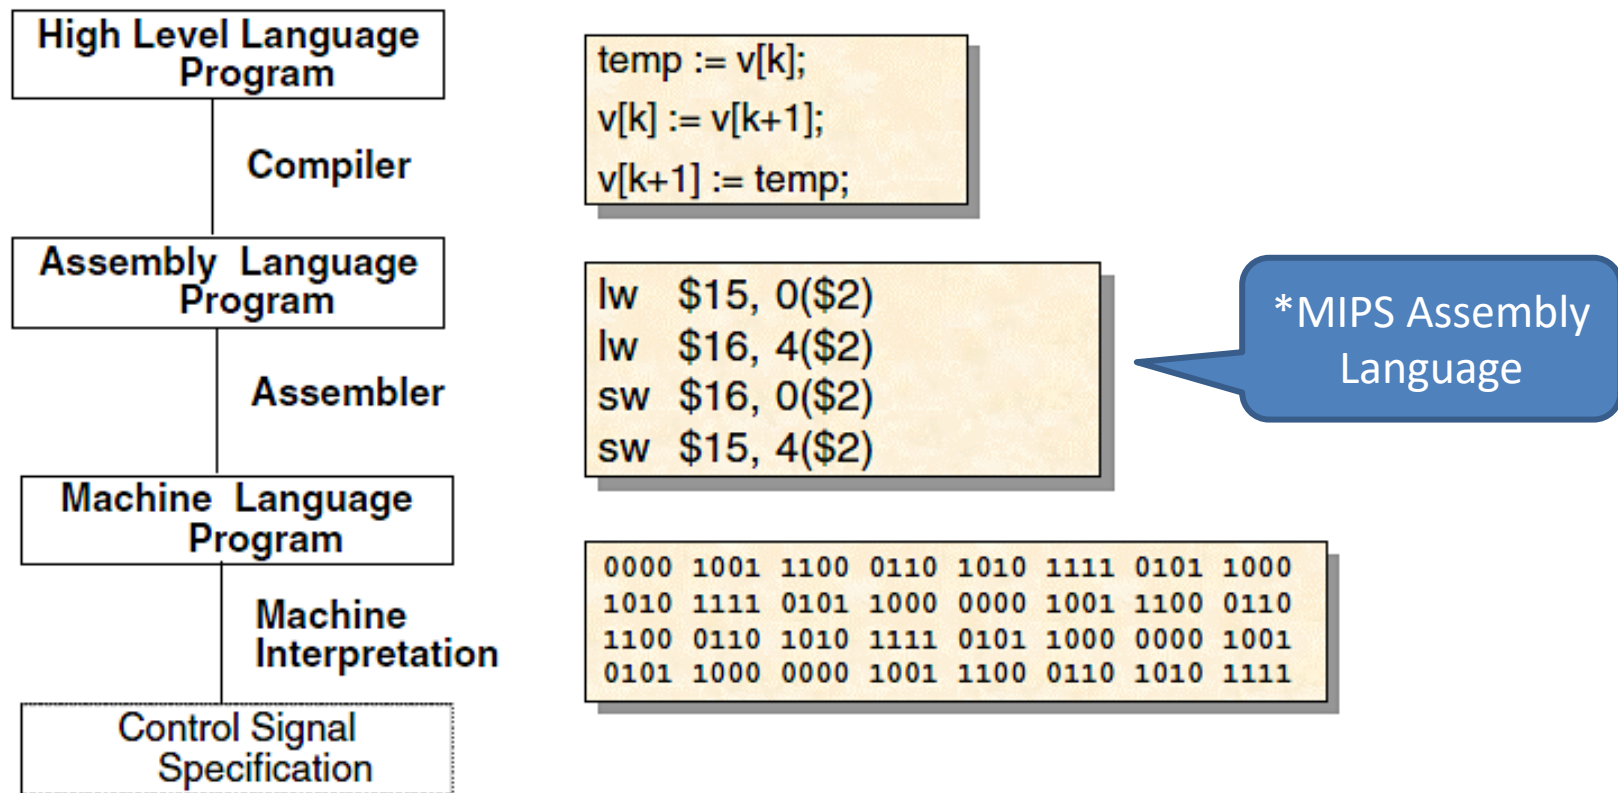 High Level Language
Program
Compiler
Assembly Language
Program
Assembler
Machine Language
Program
Machine
Interpretation
Control Signal
Specification
temp := v[k];
v[k] := v[k+1];
v[k+1] := temp;
lw $15, 0($2)
lw $16, 4($2)
sw $16, 0($2)
sw $15, 4($2)
*MIPS Assembly
Language
0000 1001 1100 0110 1010 1111 0101 1000
1010 1111 0101 1000 0000 1001 1100 0110
1100 0110 1010 1111 0101 1000 0000 1001
0101 1000 0000 1001 1100 0110 1010 1111